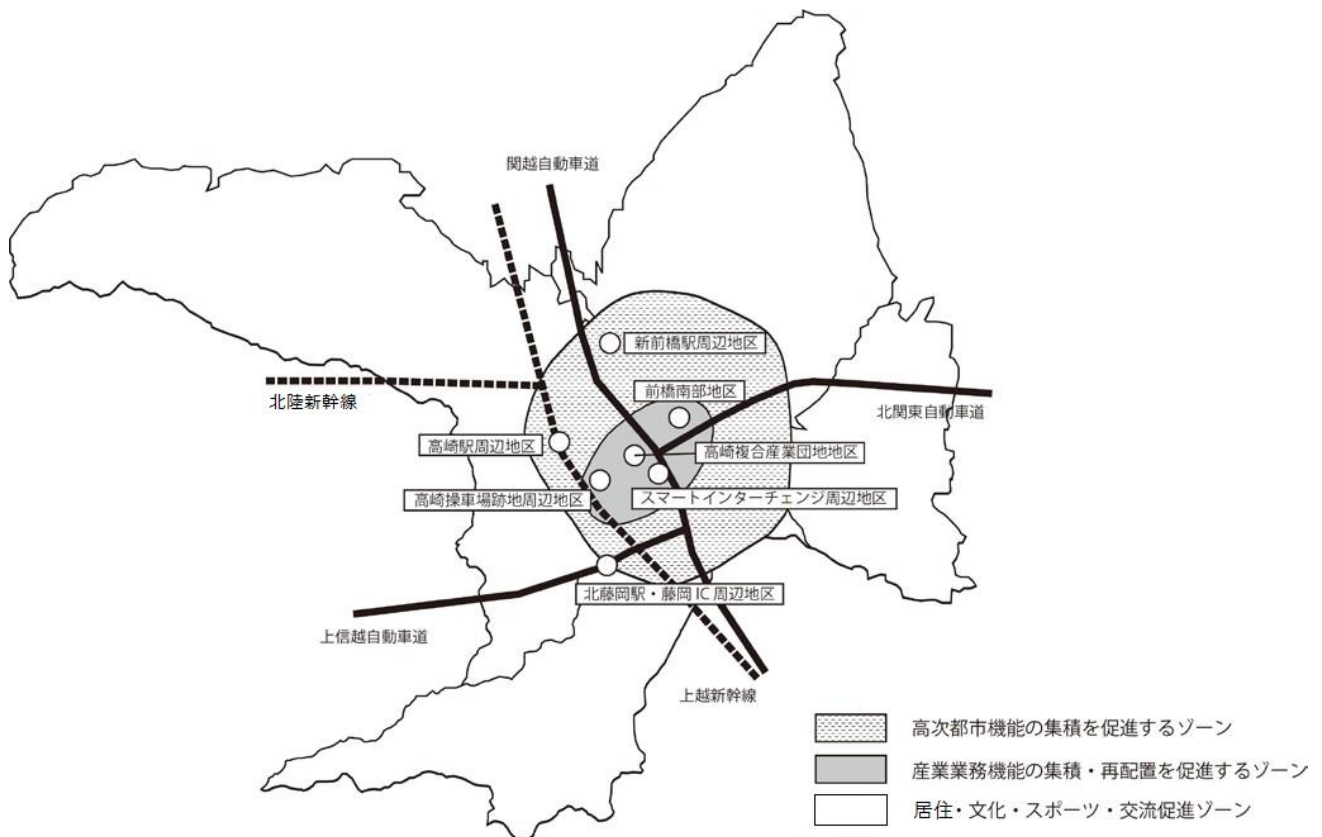 関越自動車道
新前橋駅周辺地区
前橋南部地区
北陸新幹線
北関東自動車道
高崎駅周辺地区
高崎複合産業団地地区
高崎操車場跡地周辺地区
スマートインターチェンジ周辺地区
北藤岡駅・藤岡IC周辺地区
上信越自動車道
上越新幹線
高次都市機能の集積を促進するゾーン
産業業務機能の集積・再配置を促進するゾーン
居住・文化・スポーツ・交流促進ゾーン